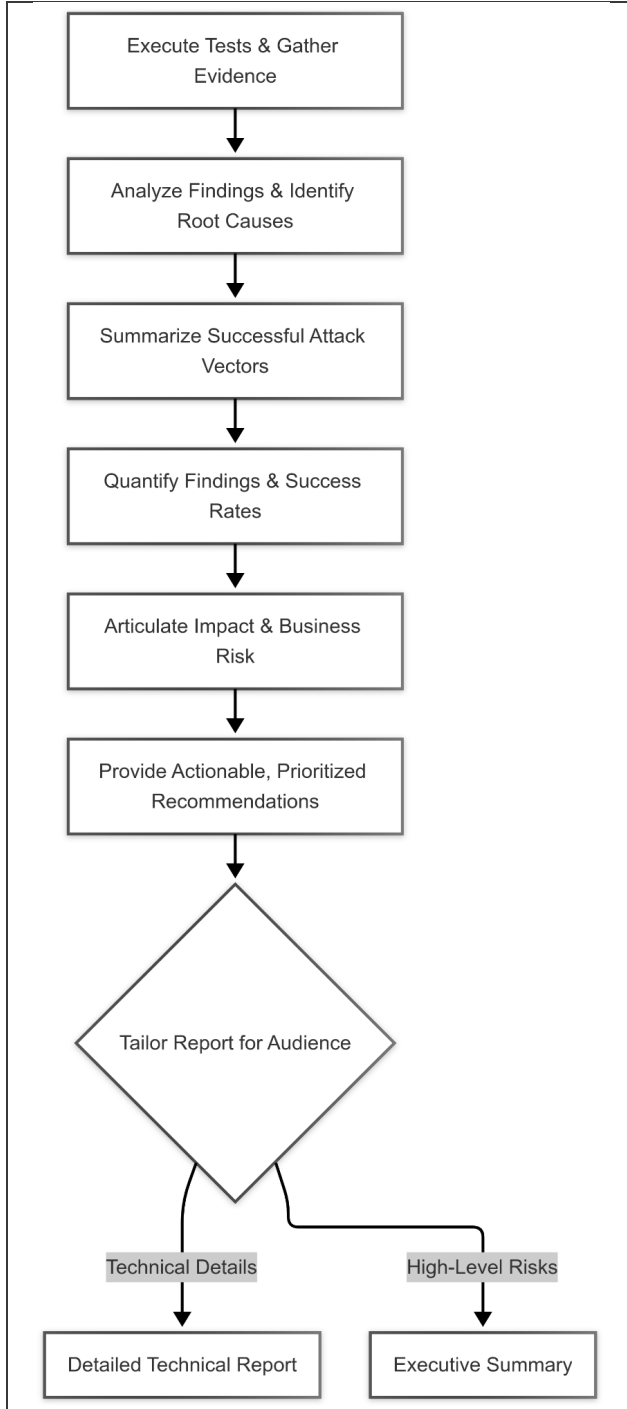 Execute Tests & Gather
Evidence
Analyze Findings & Identify
Root Causes
Summarize Successful Attack
Vectors
Quantify Findings & Success
Rates
Articulate Impact & Business
Risk
Provide Actionable, Prioritized
Recommendations
Tailor Report for Audience
Technical Details
High-Level Risks
Detailed Technical Report
Executive Summary